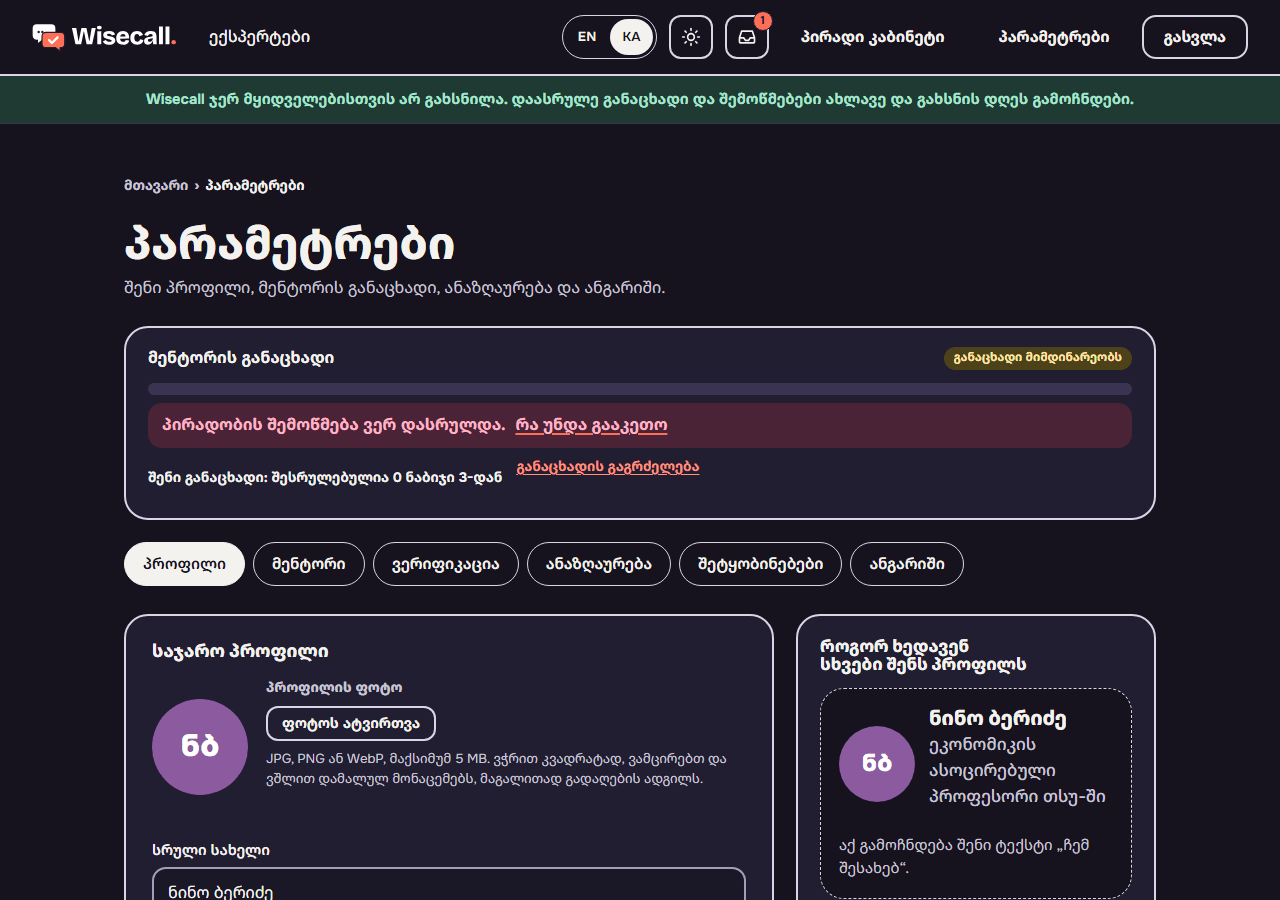 Wisecall.
ექსპერტები
EN KA
1
პირადი კაბინეტი
პარამეტრები
გასვლა
Wisecall ჯერ მყიდველებისთვის არ გახსნილა. დაასრულე განაცხადი და შემოწმებები ახლავე და გახსნის დღეს გამოჩნდები.
მთავარი › პარამეტრები
პარამეტრები
შენი პროფილი, მენტორის განაცხადი, ანაზღაურება და ანგარიში.
მენტორის განაცხადი
განაცხადი მიმდინარეობს
პირადობის შემოწმება ვერ დასრულდა. რა უნდა გააკეთო
შენი განაცხადი: შესრულებულია 0 ნაბიჯი 3-დან
განაცხადის გაგრძელება
პროფილი
მენტორი
ვერიფიკაცია
ანაზღაურება
შეტყობინებები
ანგარიში
საჯარო პროფილი
ნბ
პროფილის ფოტო
ფოტოს ატვირთვა
JPG, PNG ან WebP, მაქსიმუმ 5 MB. ვჭრით კვადრატად, ვამცირებთ და
ვშლით დამალულ მონაცემებს, მაგალითად გადაღების ადგილს.
სრული სახელი
ნინო ბერიძე
როგორ ხედავენ
სხვები შენს პროფილს
ნბ
ნინო ბერიძე
ეკონომიკის
ასოცირებული
პროფესორი თსუ-ში
აქ გამოჩნდება შენი ტექსტი „ჩემ
შესახებ“.